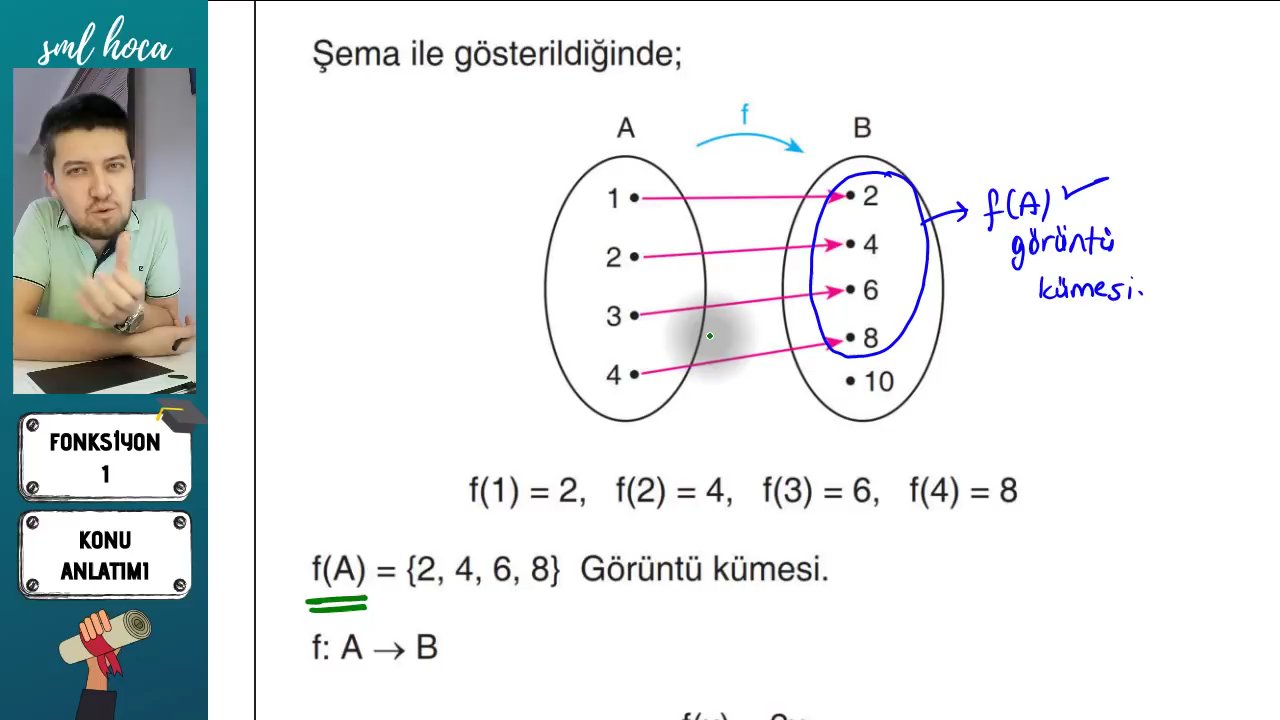 sml hoca
FONKSİYON
1
KONU
ANLATIMI
Şema ile gösterildiğinde;
f
A
B
1
2
3
4
2
4
6
8
10
f(A) ✓
görüntü
kümesi.
f(1) = 2, f(2) = 4, f(3) = 6, f(4) = 8
f(A) = {2, 4, 6, 8} Görüntü kümesi.
f: A → B